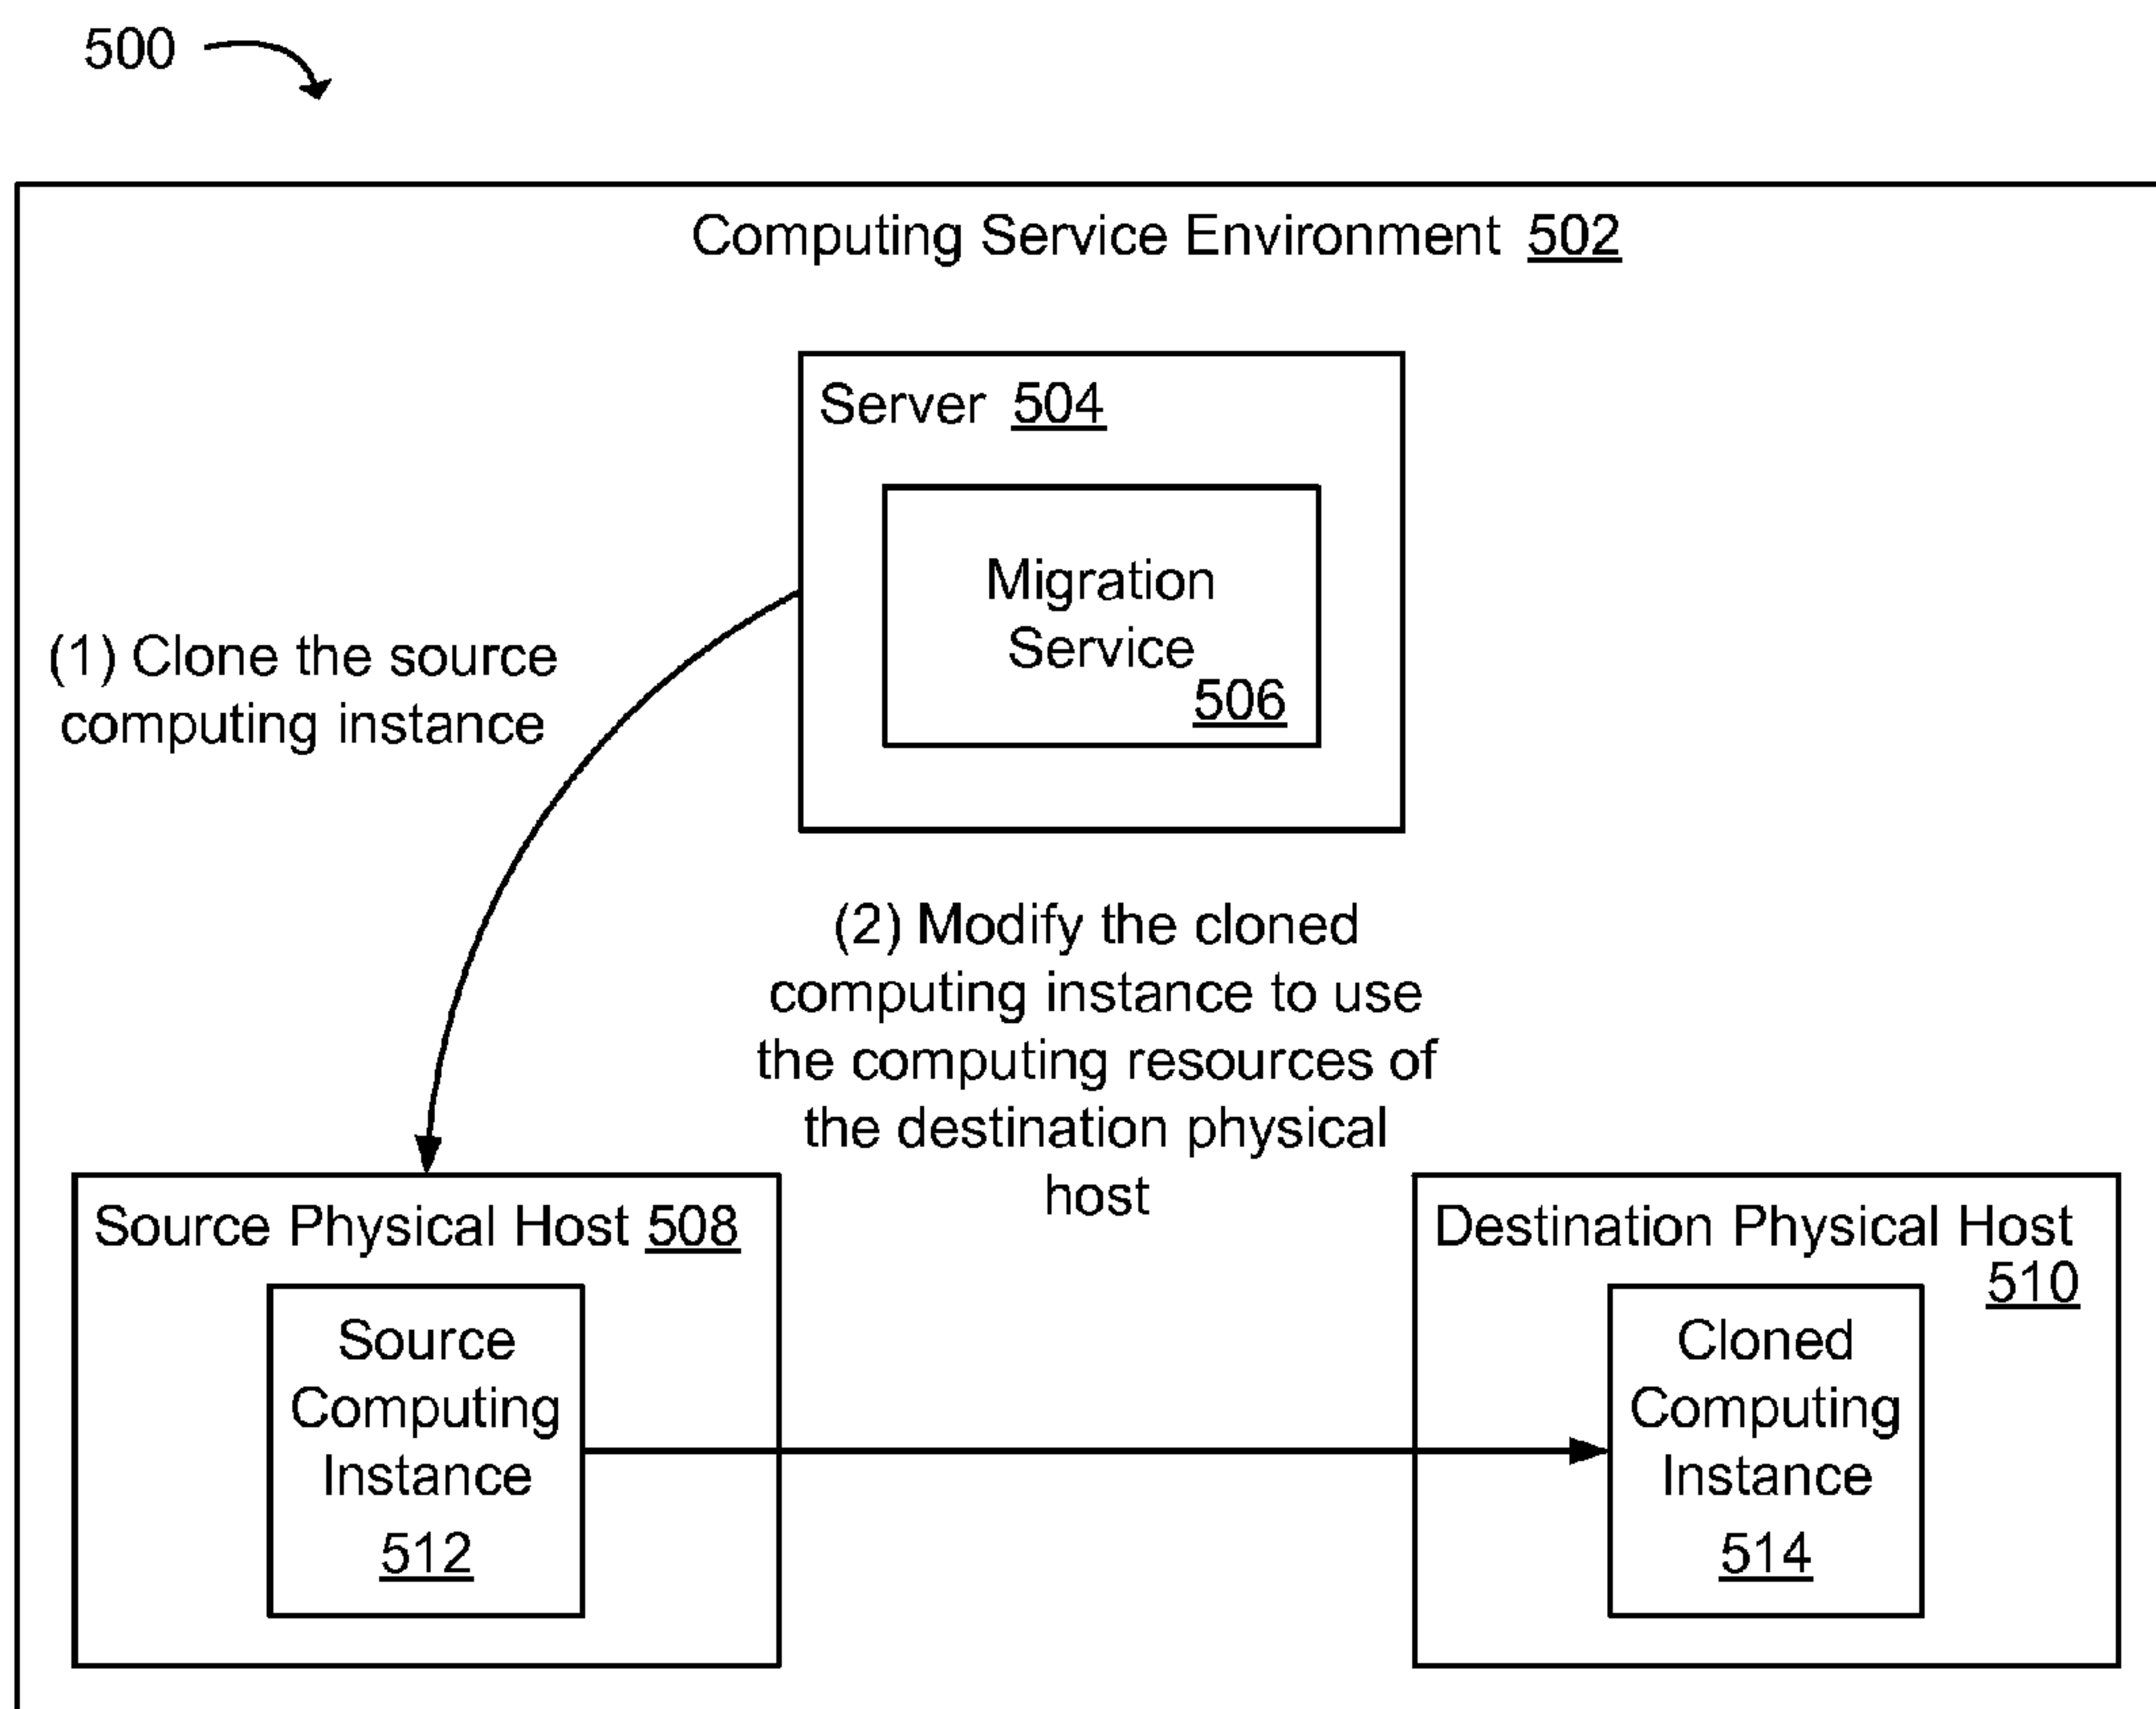 500
Computing Service Environment 502
Server 504
Migration
Service
506
(1) Clone the source
computing instance
(2) Modify the cloned
computing instance to use
the computing resources of
the destination physical
host
Source Physical Host 508
Source
Computing
Instance
512
Destination Physical Host
510
Cloned
Computing
Instance
514